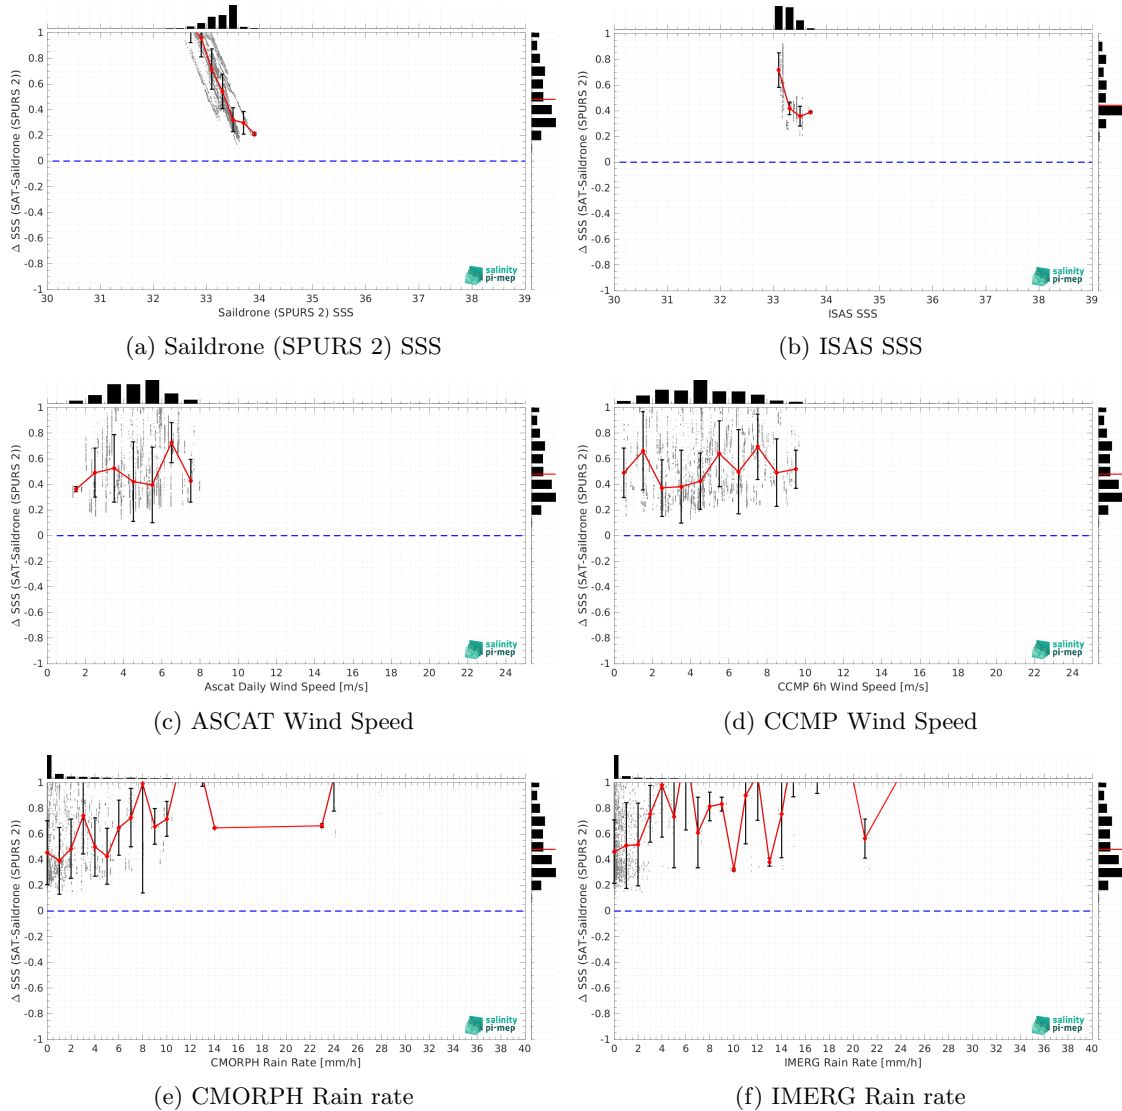 Δ SSS (SAT-Saildrone (SPURS 2))
1
0.8
0.6
0.4
0.2
0
-0.2
-0.4
-0.6
-0.8
-1
30 31 32 33 34 35 36 37 38 39
Saildrone (SPURS 2) SSS
salinity
pi-mep
(a) Saildrone (SPURS 2) SSS
Δ SSS (SAT-Saildrone (SPURS 2))
1
0.8
0.6
0.4
0.2
0
-0.2
-0.4
-0.6
-0.8
-1
30 31 32 33 34 35 36 37 38 39
ISAS SSS
salinity
pi-mep
(b) ISAS SSS
Δ SSS (SAT-Saildrone (SPURS 2))
1
0.8
0.6
0.4
0.2
0
-0.2
-0.4
-0.6
-0.8
-1
0 2 4 6 8 10 12 14 16 18 20 22 24
Ascat Daily Wind Speed [m/s]
salinity
pi-mep
(c) ASCAT Wind Speed
Δ SSS (SAT-Saildrone (SPURS 2))
1
0.8
0.6
0.4
0.2
0
-0.2
-0.4
-0.6
-0.8
-1
0 2 4 6 8 10 12 14 16 18 20 22 24
CCMP 6h Wind Speed [m/s]
salinity
pi-mep
(d) CCMP Wind Speed
Δ SSS (SAT-Saildrone (SPURS 2))
1
0.8
0.6
0.4
0.2
0
-0.2
-0.4
-0.6
-0.8
-1
0 2 4 6 8 10 12 14 16 18 20 22 24 26 28 30 32 34 36 38 40
CMORPH Rain Rate [mm/h]
salinity
pi-mep
(e) CMORPH Rain rate
Δ SSS (SAT-Saildrone (SPURS 2))
1
0.8
0.6
0.4
0.2
0
-0.2
-0.4
-0.6
-0.8
-1
0 2 4 6 8 10 12 14 16 18 20 22 24 26 28 30 32 34 36 38 40
IMERG Rain Rate [mm/h]
salinity
pi-mep
(f) IMERG Rain rate